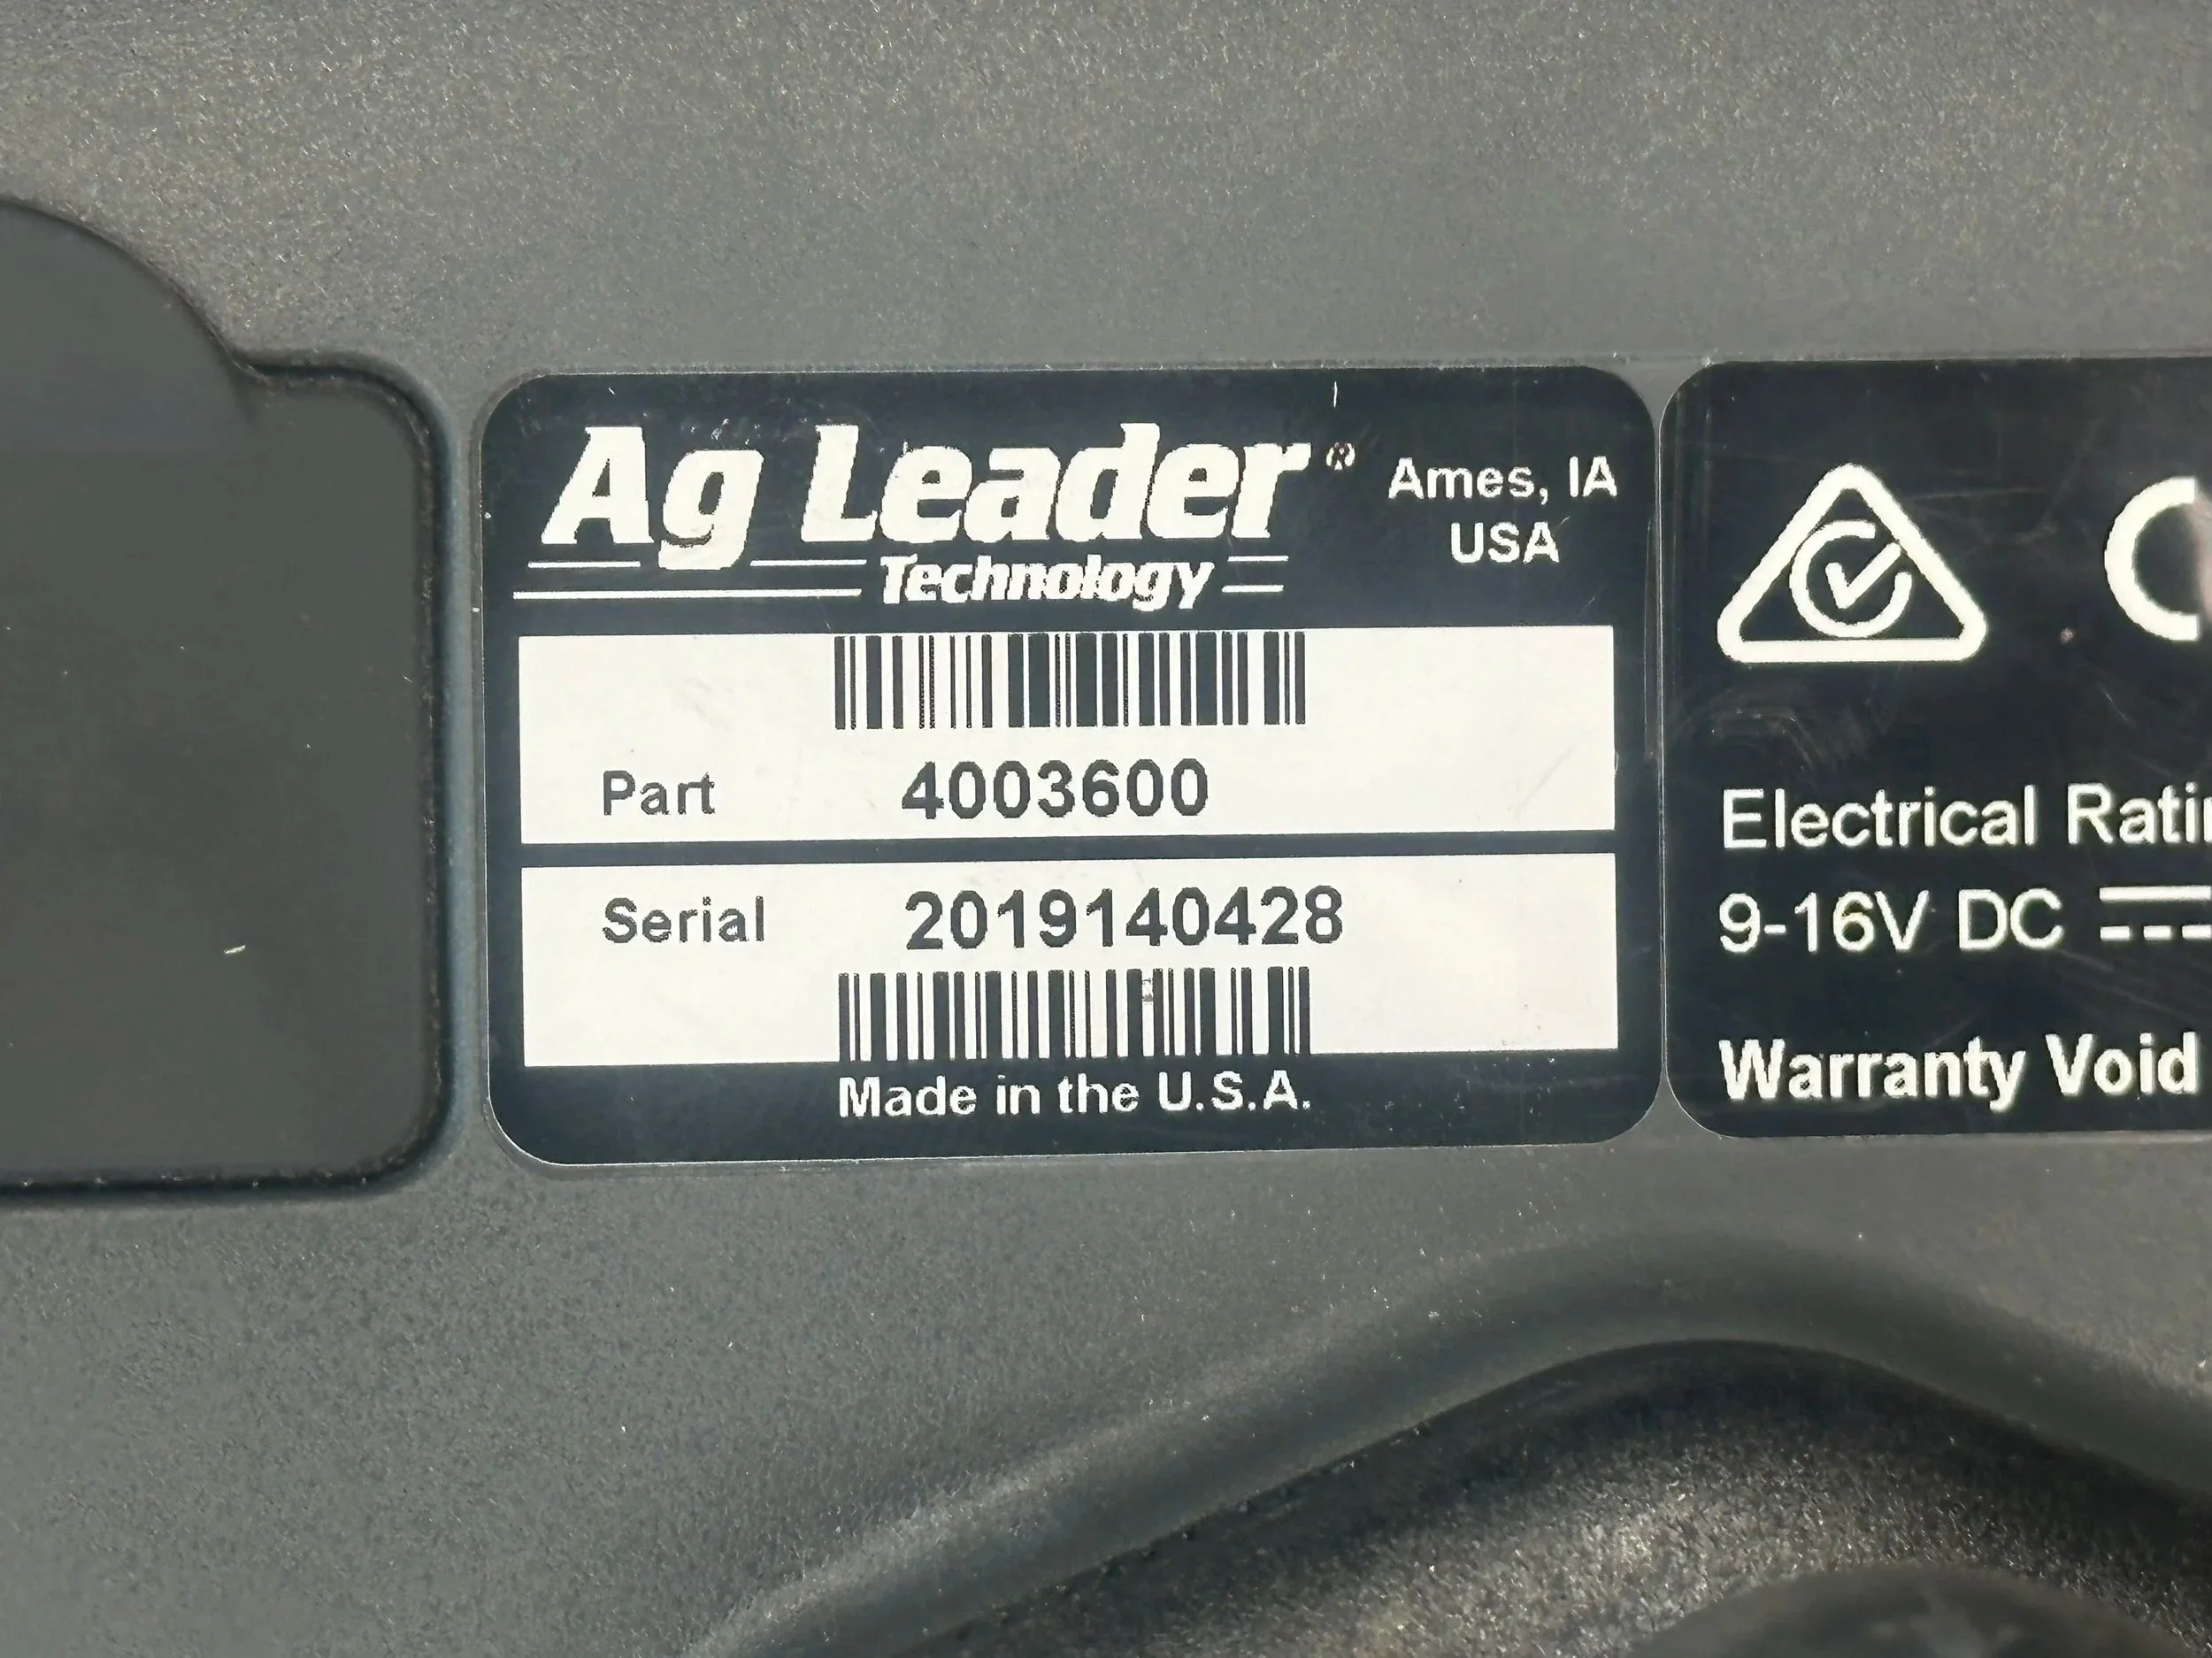 Ag Leader®
Technology
Ames, IA
USA
Part 4003600
Serial 2019140428
Made in the U.S.A.
Electrical
9-16V DC
Warranty Void